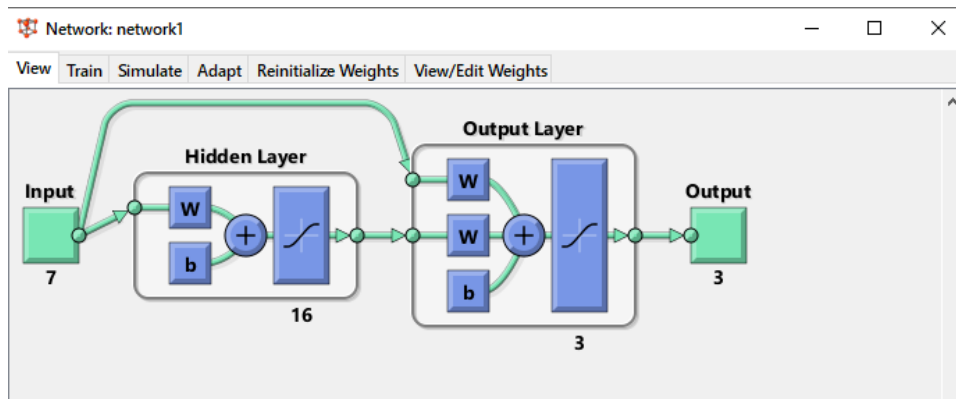 Network: network1
View Train Simulate Adapt Reinitialize Weights View/Edit Weights
Output Layer
Hidden Layer
Input
W
W
Output
W
b
b
7
3
16
3